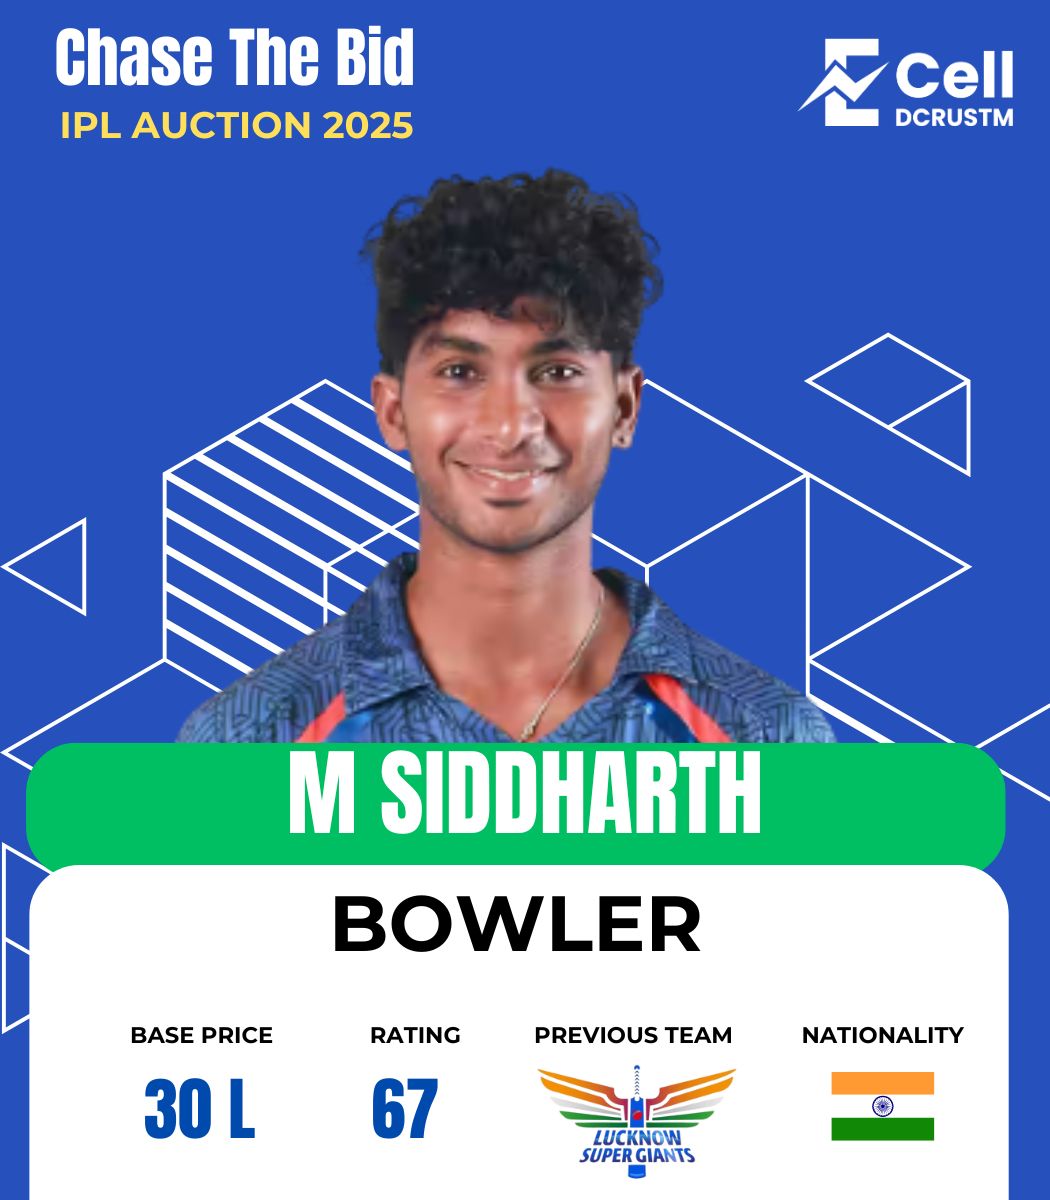 Chase The Bid
IPL AUCTION 2025
Cell
DCRUSTM
M SIDDHARTH
BOWLER
BASE PRICE
RATING
PREVIOUS TEAM
NATIONALITY
30 L
67
LUCKNOW
SUPER GIANTS